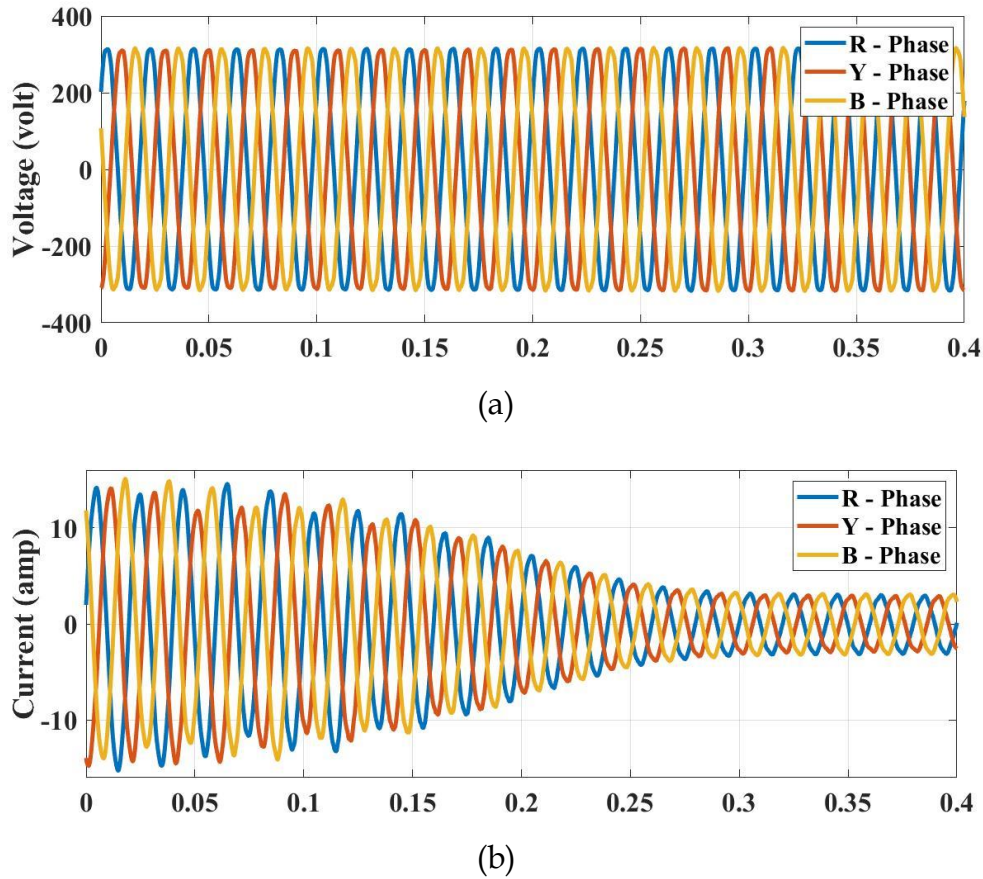 400
200
0
-200
-400
Voltage (volt)
R - Phase
Y - Phase
B - Phase
0 0.05 0.1 0.15 0.2 0.25 0.3 0.35 0.4
(a)
10
0
-10
Current (amp)
R - Phase
Y - Phase
B - Phase
0 0.05 0.1 0.15 0.2 0.25 0.3 0.35 0.4
(b)